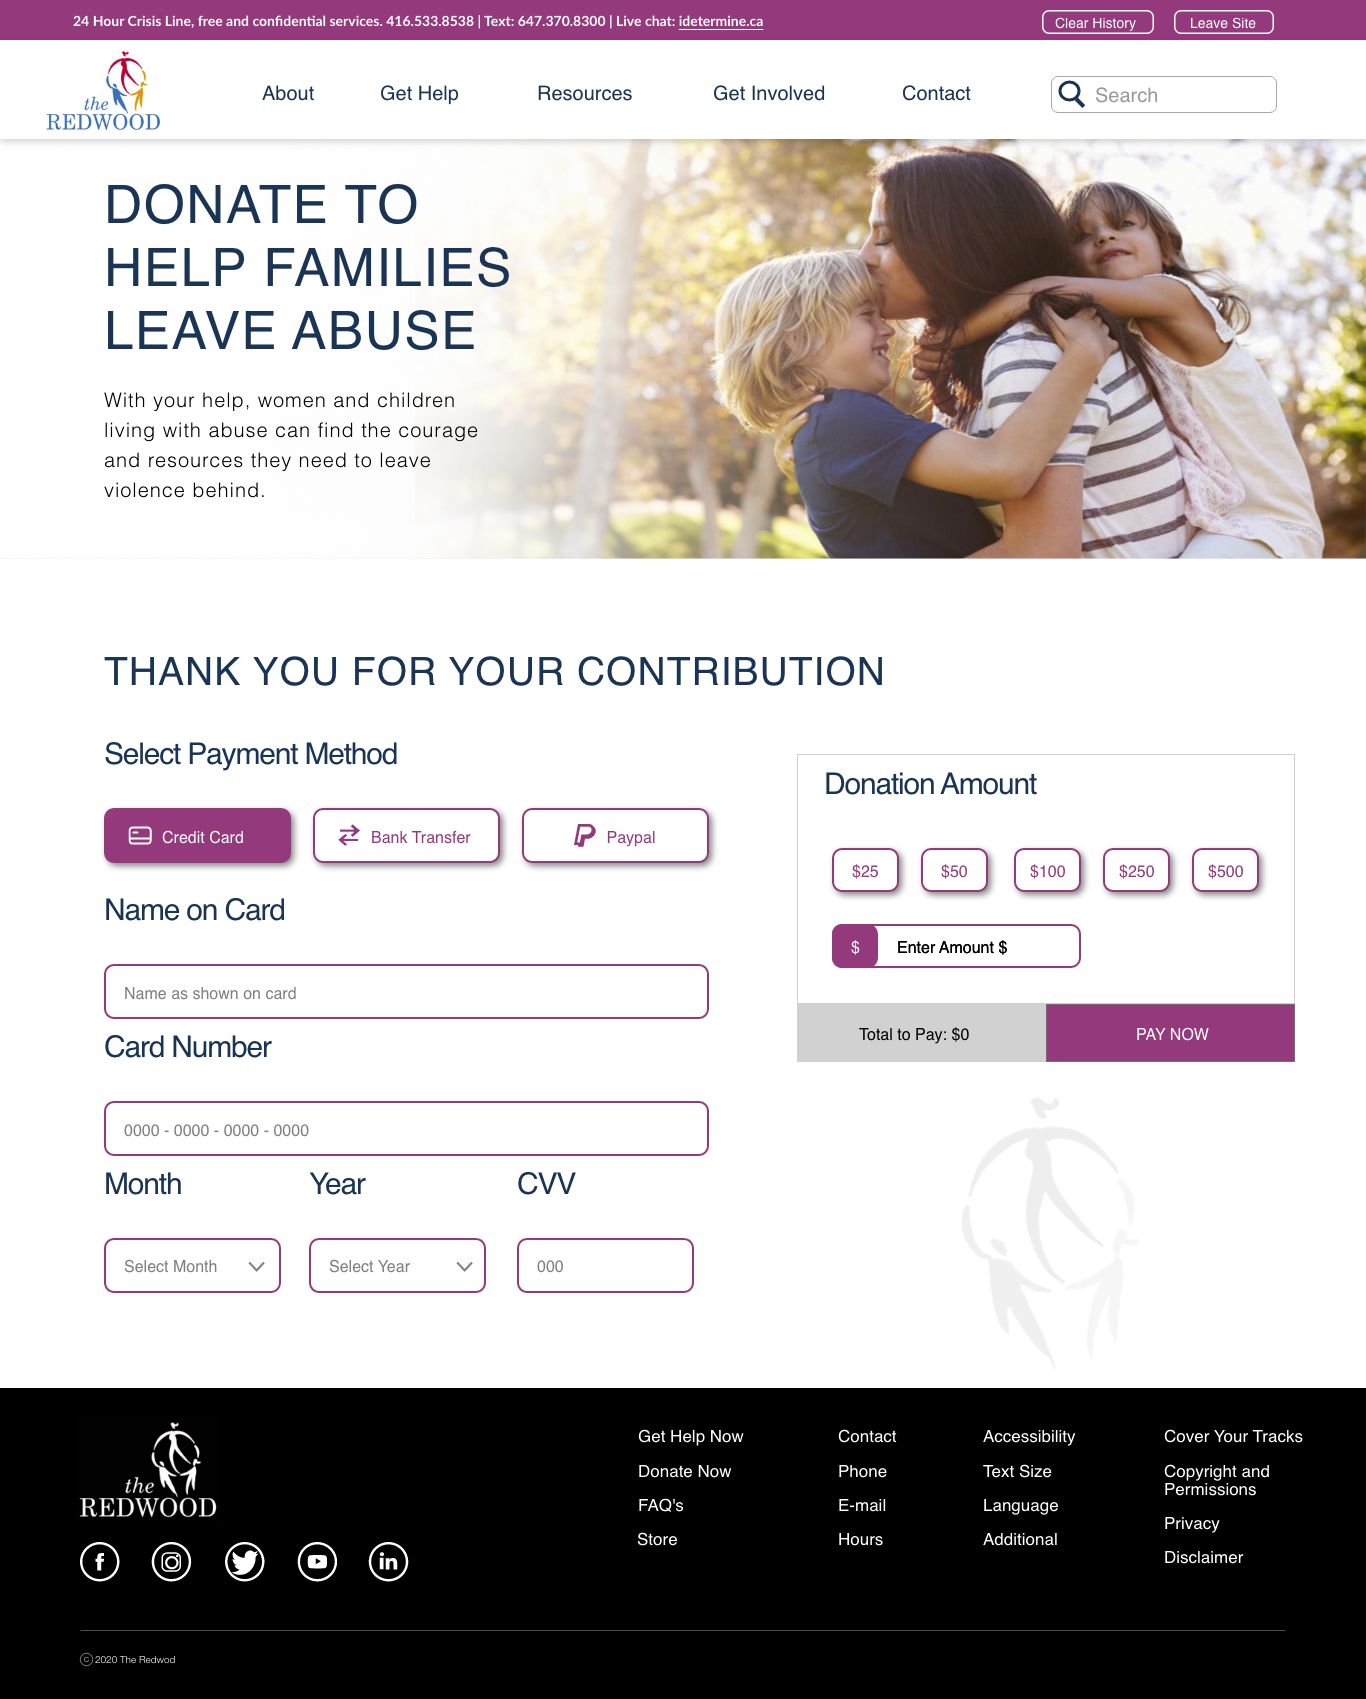 24 Hour Crisis Line, free and confidential services. 416.533.8538 | Text: 647.370.8300 | Live chat: idetermine.ca
Clear History
Leave Site
the
REDWOOD
About
Get Help
Resources
Get Involved
Contact
Search
DONATE TO
HELP FAMILIES
LEAVE ABUSE
With your help, women and children
living with abuse can find the courage
and resources they need to leave
violence behind.
THANK YOU FOR YOUR CONTRIBUTION
Select Payment Method
Credit Card
Bank Transfer
Paypal
Name on Card
Name as shown on card
Card Number
0000 - 0000 - 0000 - 0000
Month
Year
CVV
Select Month
Select Year
000
Donation Amount
$25
$50
$100
$250
$500
$
Enter Amount $
Total to Pay: $0
PAY NOW
the
REDWOOD
Get Help Now
Donate Now
FAQ's
Store
Contact
Phone
E-mail
Hours
Accessibility
Text Size
Language
Additional
Cover Your Tracks
Copyright and
Permissions
Privacy
Disclaimer
© 2020 The Redwod